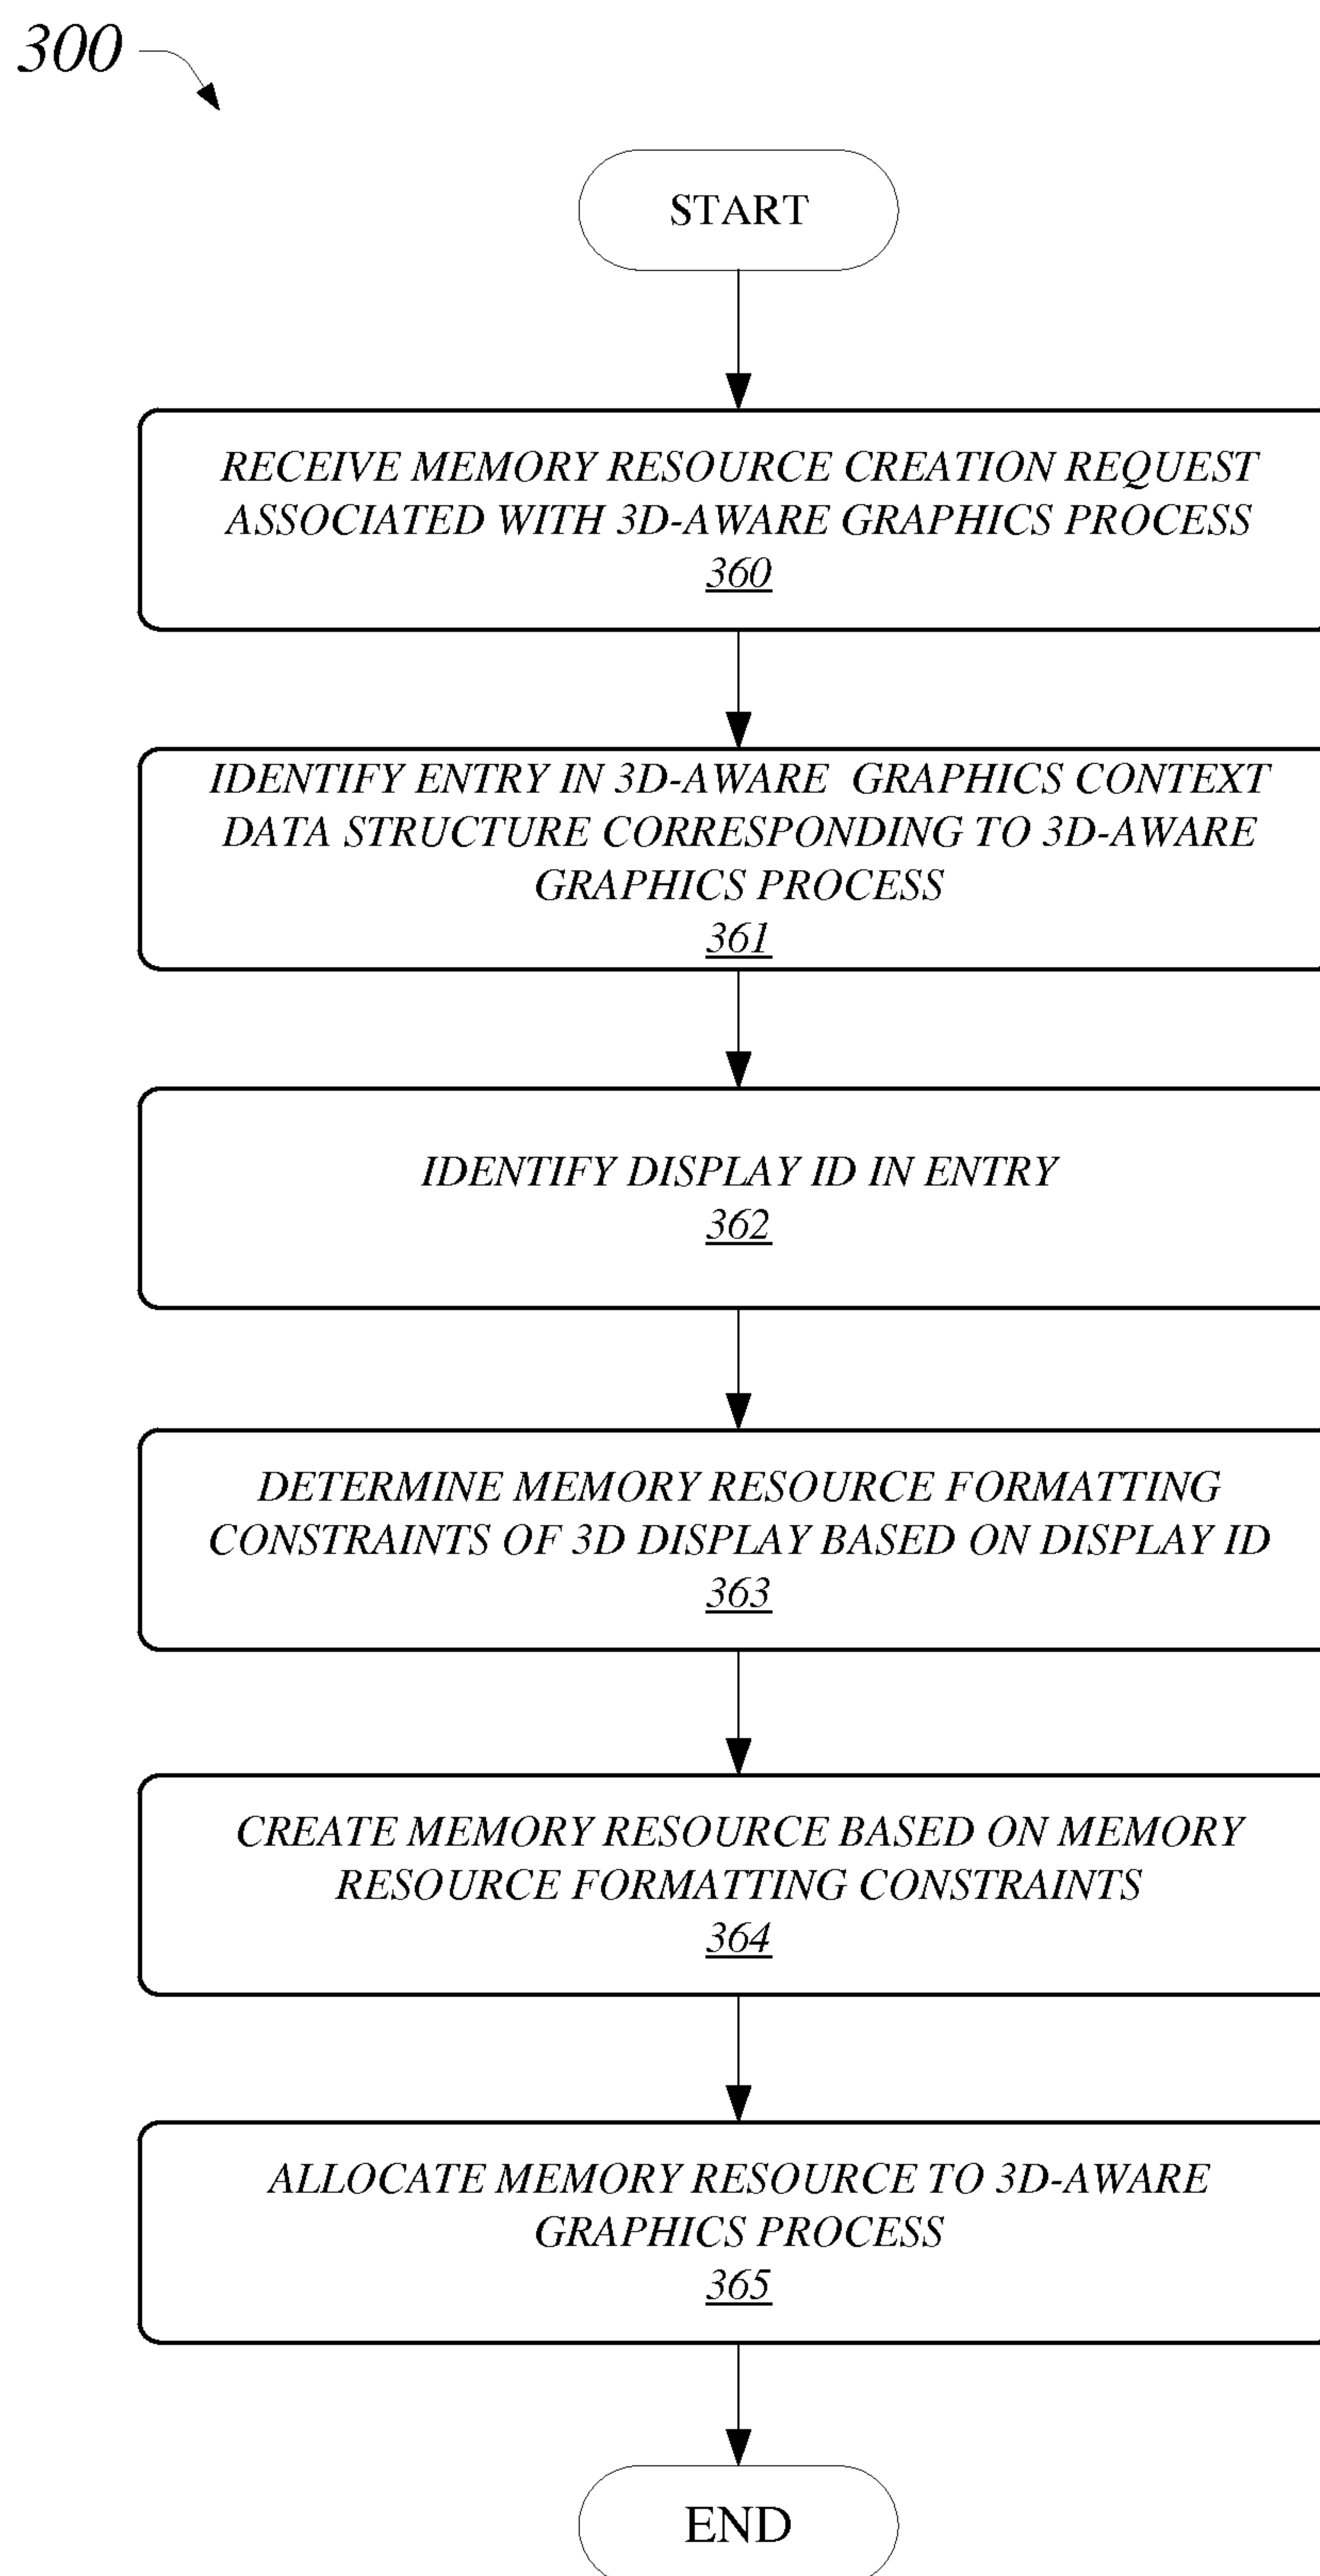 300
START
RECEIVE MEMORY RESOURCE CREATION REQUEST
ASSOCIATED WITH 3D-AWARE GRAPHICS PROCESS
360
IDENTIFY ENTRY IN 3D-AWARE GRAPHICS CONTEXT
DATA STRUCTURE CORRESPONDING TO 3D-AWARE
GRAPHICS PROCESS
361
IDENTIFY DISPLAY ID IN ENTRY
362
DETERMINE MEMORY RESOURCE FORMATTING
CONSTRAINTS OF 3D DISPLAY BASED ON DISPLAY ID
363
CREATE MEMORY RESOURCE BASED ON MEMORY
RESOURCE FORMATTING CONSTRAINTS
364
ALLOCATE MEMORY RESOURCE TO 3D-AWARE
GRAPHICS PROCESS
365
END